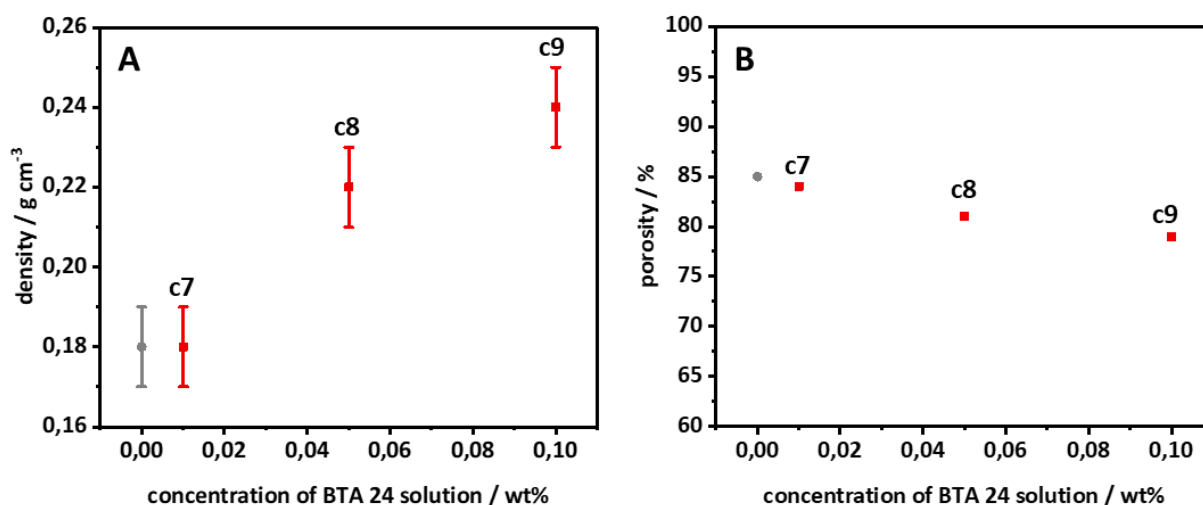 A
0,26
0,24
0,22
0,20
0,18
0,16
density / g cm⁻³
c7
c8
c9
0,00 0,02 0,04 0,06 0,08 0,10
concentration of BTA 24 solution / wt%
B
100
95
90
85
80
75
70
65
60
porosity / %
c7
c8
c9
0,00 0,02 0,04 0,06 0,08 0,10
concentration of BTA 24 solution / wt%